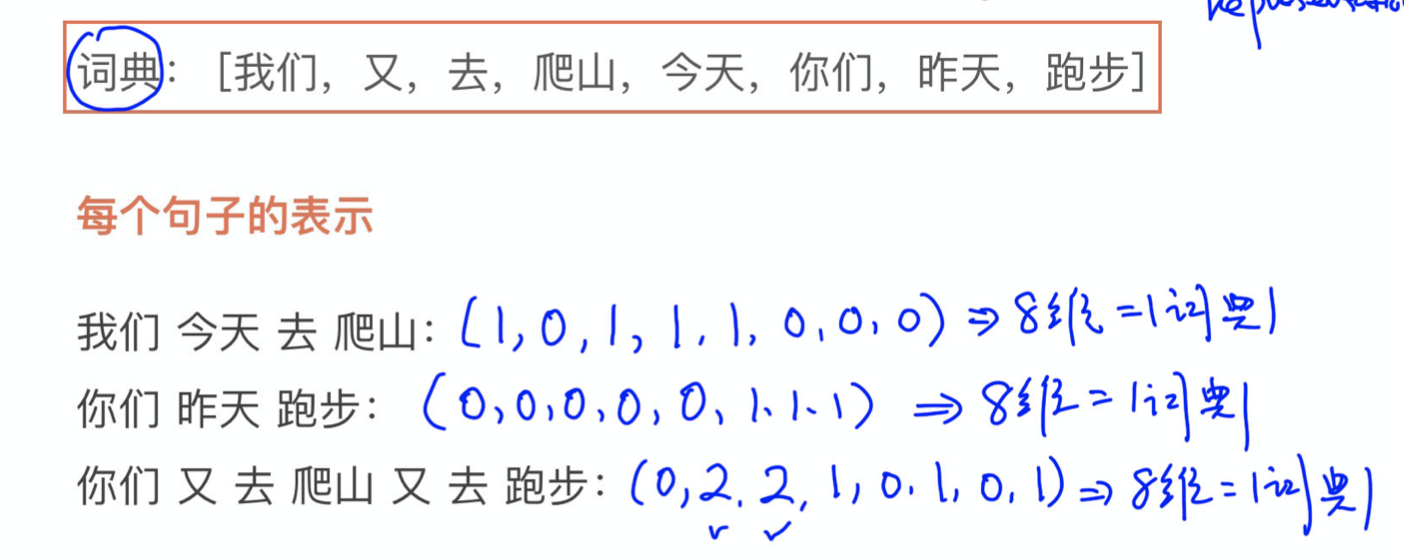 词典：[我们，又，去，爬山，今天，你们，昨天，跑步]
每个句子的表示
我们 今天 去 爬山：(1,0,1,1,1,0,0,0) ⇒ 8维=|词典|
你们 昨天 跑步：(0,0,0,0,0,1,1,1) ⇒ 8维=|词典|
你们 又 去 爬山 又 去 跑步：(0,2,2,1,0,1,0,1) ⇒ 8维=|词典|